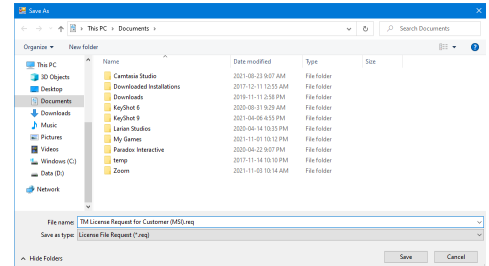 Save As
This PC > Documents >
Search Documents
Organize New folder
Name Date modified Type Size
This PC
3D Objects
Desktop
Documents
Downloads
Music
Pictures
Videos
Windows (C:)
Data (D:)
Network
Camtasia Studio 2021-08-23 9:07 AM File folder
Downloaded Installations 2017-12-11 12:55 AM File folder
Downloads 2019-11-11 2:58 PM File folder
KeyShot 6 2020-08-31 9:29 AM File folder
KeyShot 9 2021-04-06 4:55 PM File folder
Larian Studios 2020-04-14 10:35 PM File folder
My Games 2021-11-01 10:12 PM File folder
Paradox Interactive 2020-04-22 9:07 PM File folder
temp 2017-11-14 10:10 PM File folder
Zoom 2021-11-03 10:14 AM File folder
File name: TM License Request for Customer (MSI).req
Save as type: License File Request (*.req)
Hide Folders
Save Cancel